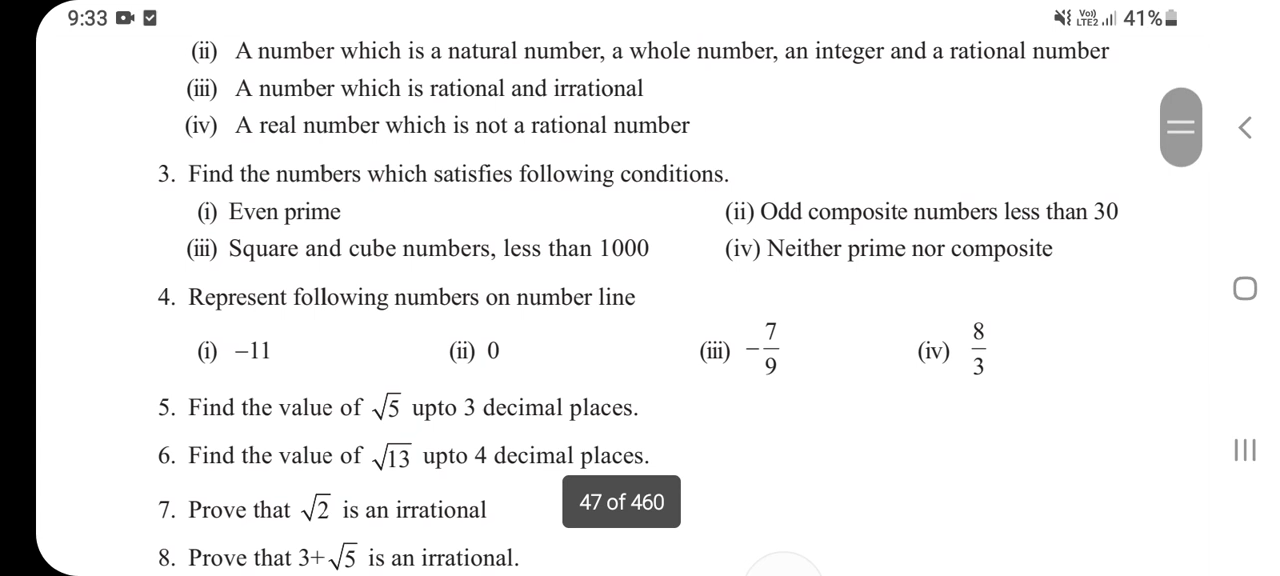 9:33 Vo)) LTE2 41%
(ii) A number which is a natural number, a whole number, an integer and a rational number
(iii) A number which is rational and irrational
(iv) A real number which is not a rational number
3. Find the numbers which satisfies following conditions.
(i) Even prime (ii) Odd composite numbers less than 30
(iii) Square and cube numbers, less than 1000 (iv) Neither prime nor composite
4. Represent following numbers on number line
(i) −11 (ii) 0 (iii) −7/9 (iv) 8/3
5. Find the value of √5 upto 3 decimal places.
6. Find the value of √13 upto 4 decimal places.
7. Prove that √2 is an irrational
47 of 460
8. Prove that 3+√5 is an irrational.